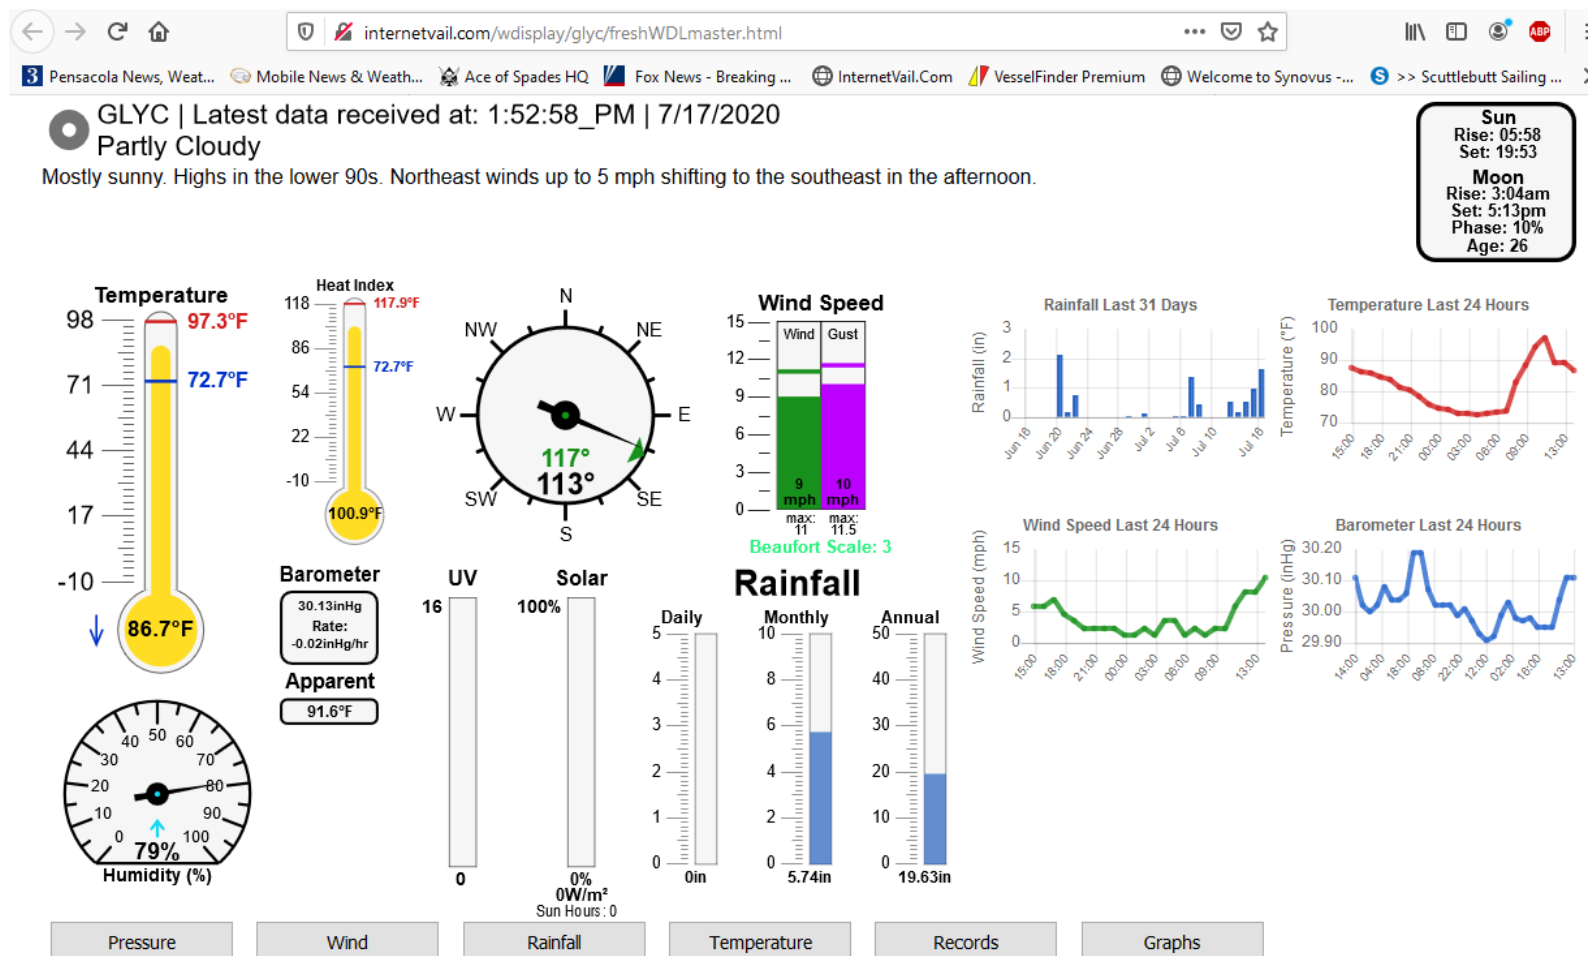 internetvail.com/wdisplay/glyc/freshWDLmaster.html
ABP
3 Pensacola News, Weat... Mobile News & Weath... Ace of Spades HQ Fox News - Breaking ... InternetVail.Com VesselFinder Premium Welcome to Synovus -... S >> Scuttlebutt Sailing ...
GLYC | Latest data received at: 1:52:58_PM | 7/17/2020
Partly Cloudy
Mostly sunny. Highs in the lower 90s. Northeast winds up to 5 mph shifting to the southeast in the afternoon.
Sun
Rise: 05:58
Set: 19:53
Moon
Rise: 3:04am
Set: 5:13pm
Phase: 10%
Age: 26
Temperature
98
71
44
17
-10
97.3°F
72.7°F
86.7°F
Heat Index
118
86
54
22
-10
117.9°F
72.7°F
100.9°F
N
NE
E
SE
S
SW
W
NW
117°
113°
Wind Speed
15
12
9
6
3
0
Wind Gust
9 mph
10 mph
max: 11
max: 11.5
Beaufort Scale: 3
Rainfall Last 31 Days
Rainfall (in)
3
2
1
0
Jun 16 Jun 20 Jun 24 Jun 28 Jul 2 Jul 6 Jul 10 Jul 16
Temperature Last 24 Hours
Temperature (°F)
100
90
80
70
15:00 18:00 21:00 00:00 03:00 06:00 09:00 13:00
Wind Speed Last 24 Hours
Wind Speed (mph)
15
10
5
0
15:00 18:00 21:00 00:00 03:00 06:00 09:00 13:00
Barometer Last 24 Hours
Pressure (inHg)
30.20
30.10
30.00
29.90
14:00 04:00 18:00 08:00 22:00 12:00 02:00 16:00 13:00
Barometer
30.13inHg
Rate:
-0.02inHg/hr
Apparent
91.6°F
UV
16
0
Solar
100%
0%
0W/m²
Sun Hours: 0
Rainfall
Daily
5
4
3
2
1
0
0in
Monthly
10
8
6
4
2
0
5.74in
Annual
50
40
30
20
10
0
19.63in
0 10 20 30 40 50 60 70 80 90 100
79%
Humidity (%)
Pressure Wind Rainfall Temperature Records Graphs